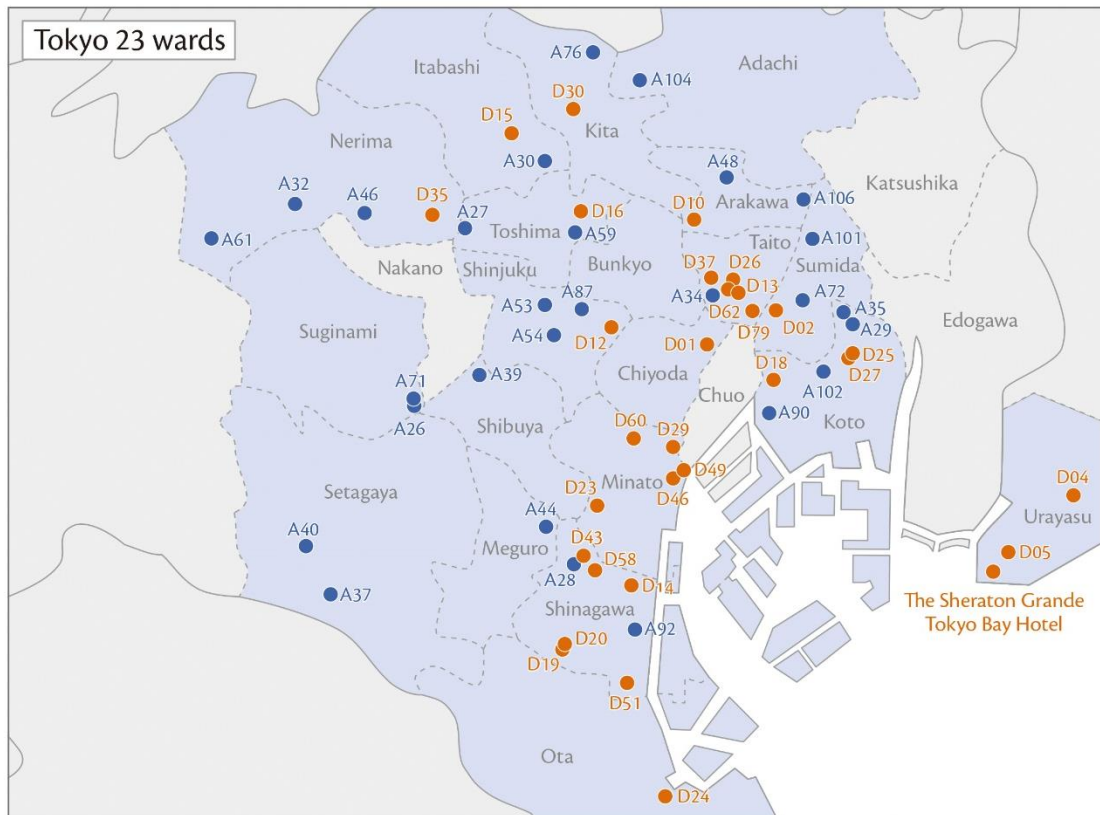 Tokyo 23 wards
A76
Itabashi
A104
Adachi
D30
D15
Kita
Nerima
A30
A48
Katsushika
A32
A46
D35
A27
D16
D10
Arakawa
A106
Toshima
A59
Taito
A101
A61
Nakano
Shinjuku
Bunkyo
D37
D26
Sumida
D13
A34
A53
A87
D62
D79
D02
A72
A35
A29
Edogawa
Suginami
A54
D12
D01
D25
D27
D18
A102
Chiyoda
A39
A71
A26
Chuo
A90
Koto
Shibuya
D60
D29
D49
Minato
D46
Setagaya
D23
D04
Urayasu
A44
A40
Meguro
D43
D58
D05
A28
D14
A37
Shinagawa
The Sheraton Grande
Tokyo Bay Hotel
A92
D20
D19
D51
Ota
D24